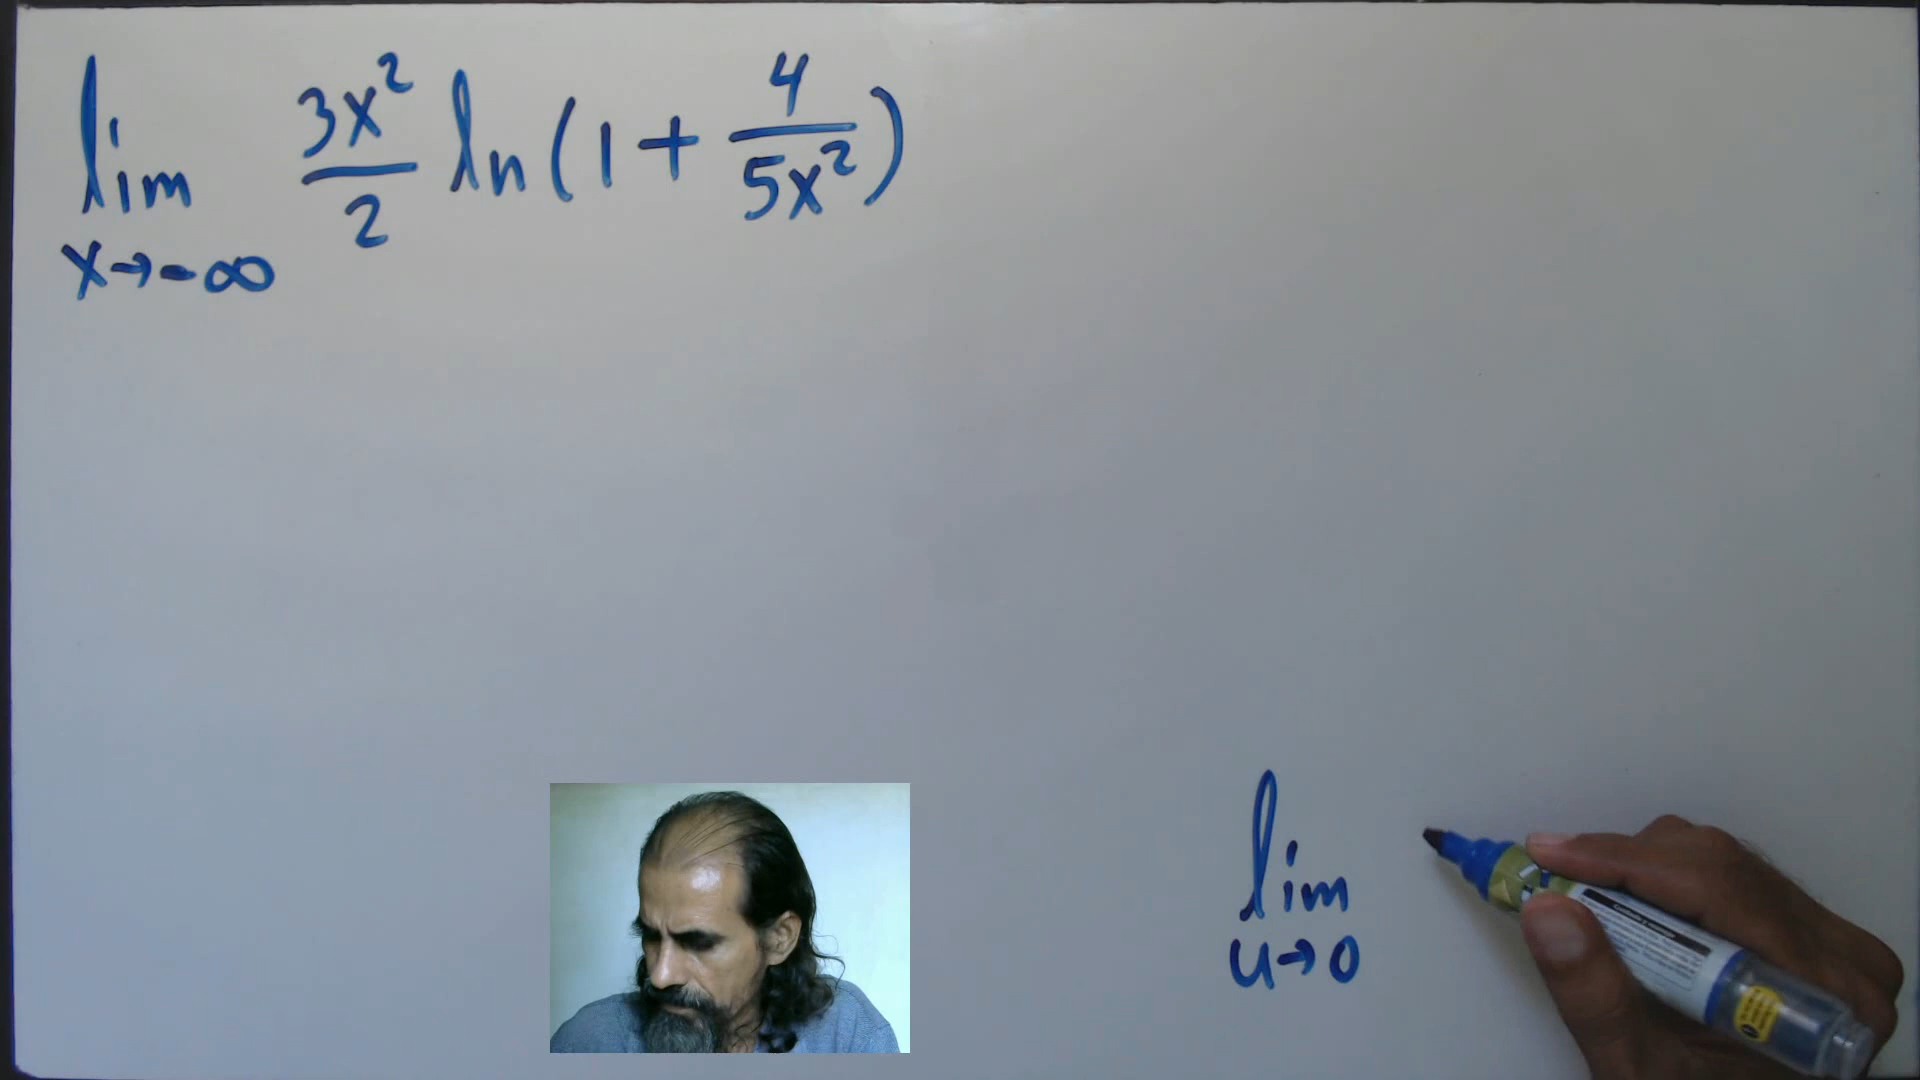 lim 3x²/2 ln(1 + 4/5x²)
x→-∞
lim
u→0